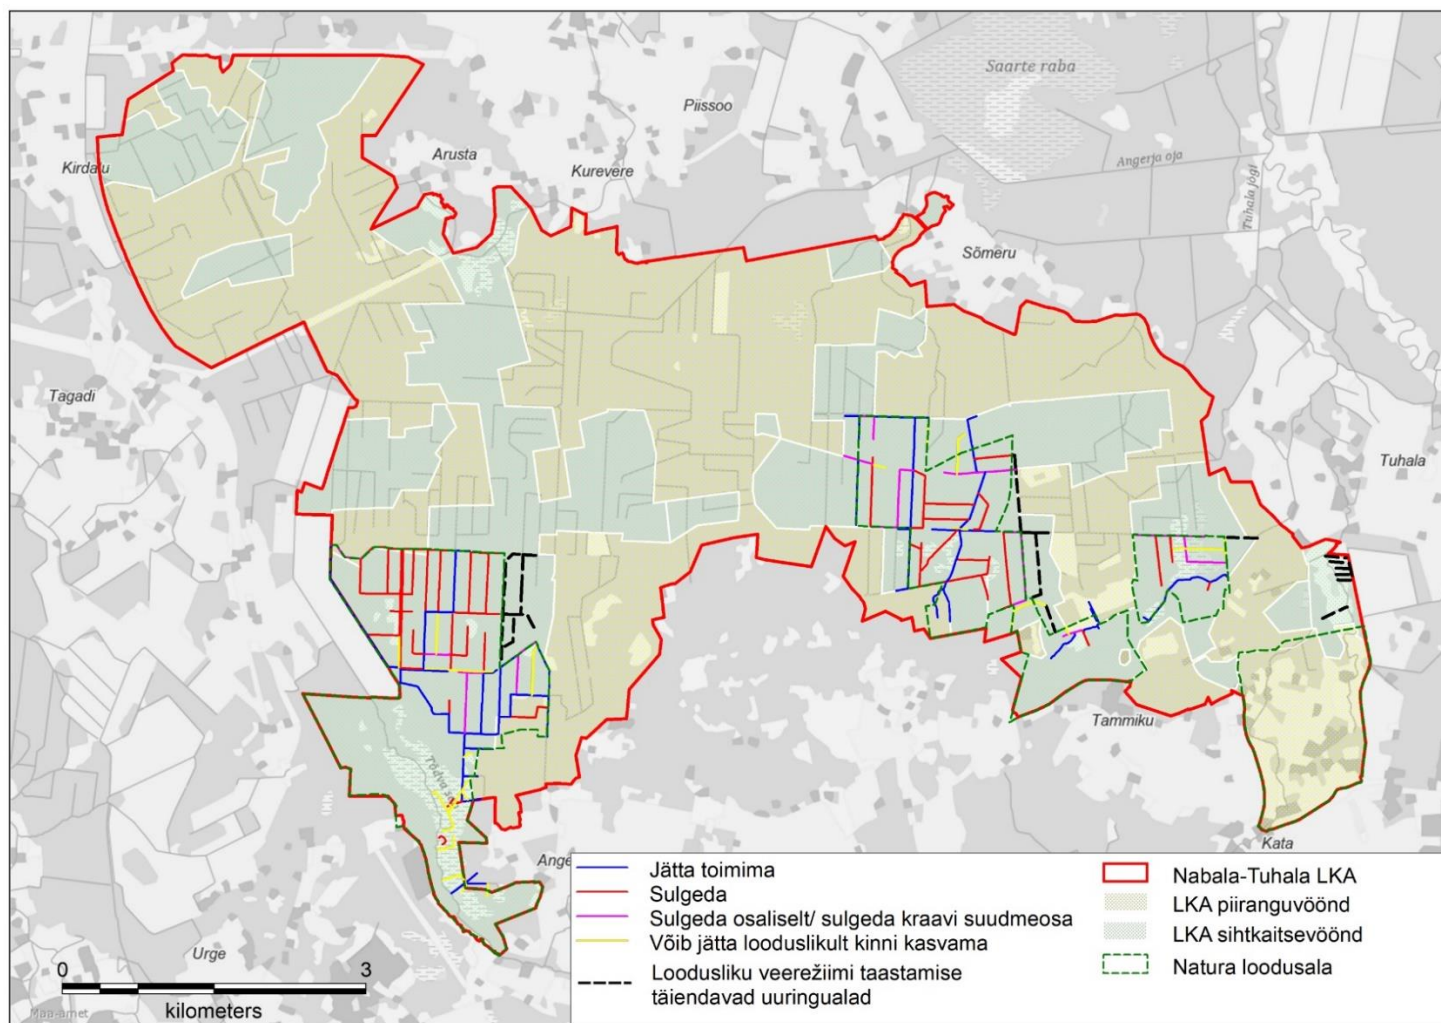 Saarte raba
Piissoo
Angerja oja
Arusta
Kirdalu
Kurevere
Tuhala jõgi
Sõmeru
Tagadi
Tuhala
Tammiku
Kata
Ange
Urge
0 3
kilometers
Maa-amet
Jätta toimima
Sulgeda
Sulgeda osaliselt/ sulgeda kraavi suudmeosa
Võib jätta looduslikult kinni kasvama
Loodusliku veerežiimi taastamise
täiendavad uuringualad
Nabala-Tuhala LKA
LKA piiranguvöönd
LKA sihtkaitsevöönd
Natura loodusala